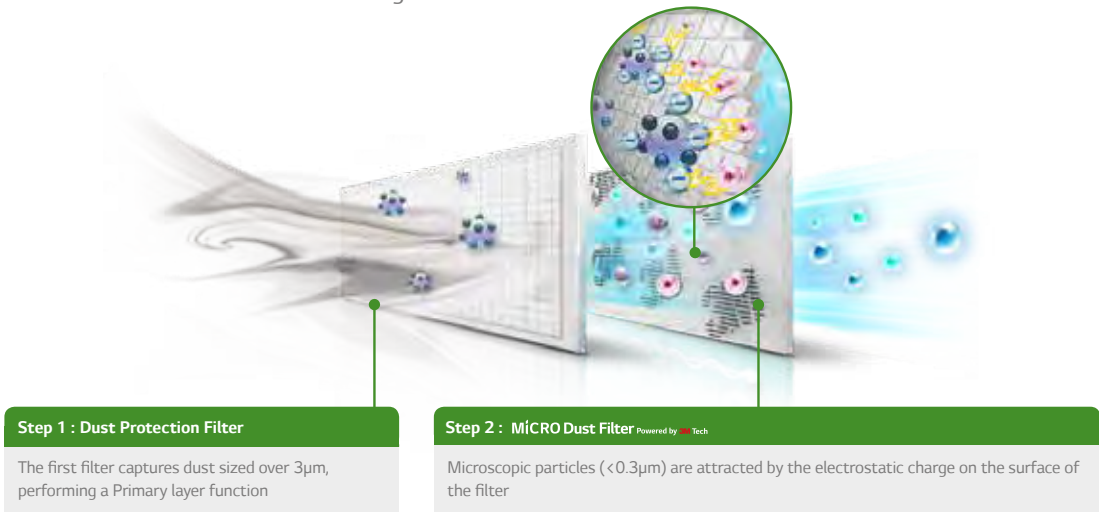 Step 1 : Dust Protection Filter
The first filter captures dust sized over 3µm,
performing a Primary layer function
Step 2 : MiCRO Dust Filter Powered by 3M Tech
Microscopic particles (<0.3µm) are attracted by the electrostatic charge on the surface of
the filter